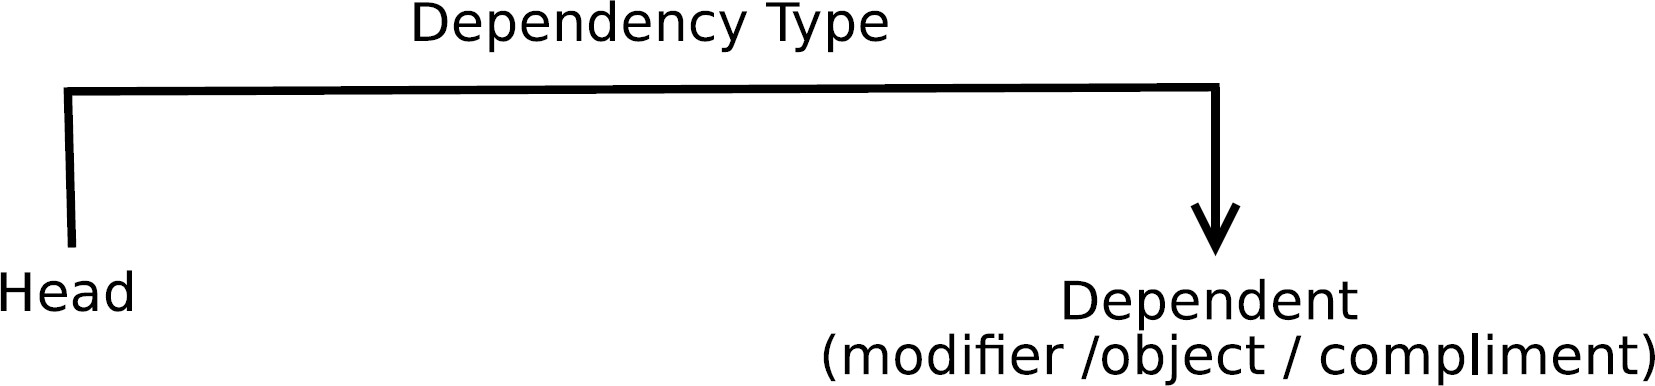 Dependency Type
Head
Dependent
(modifier /object / compliment)